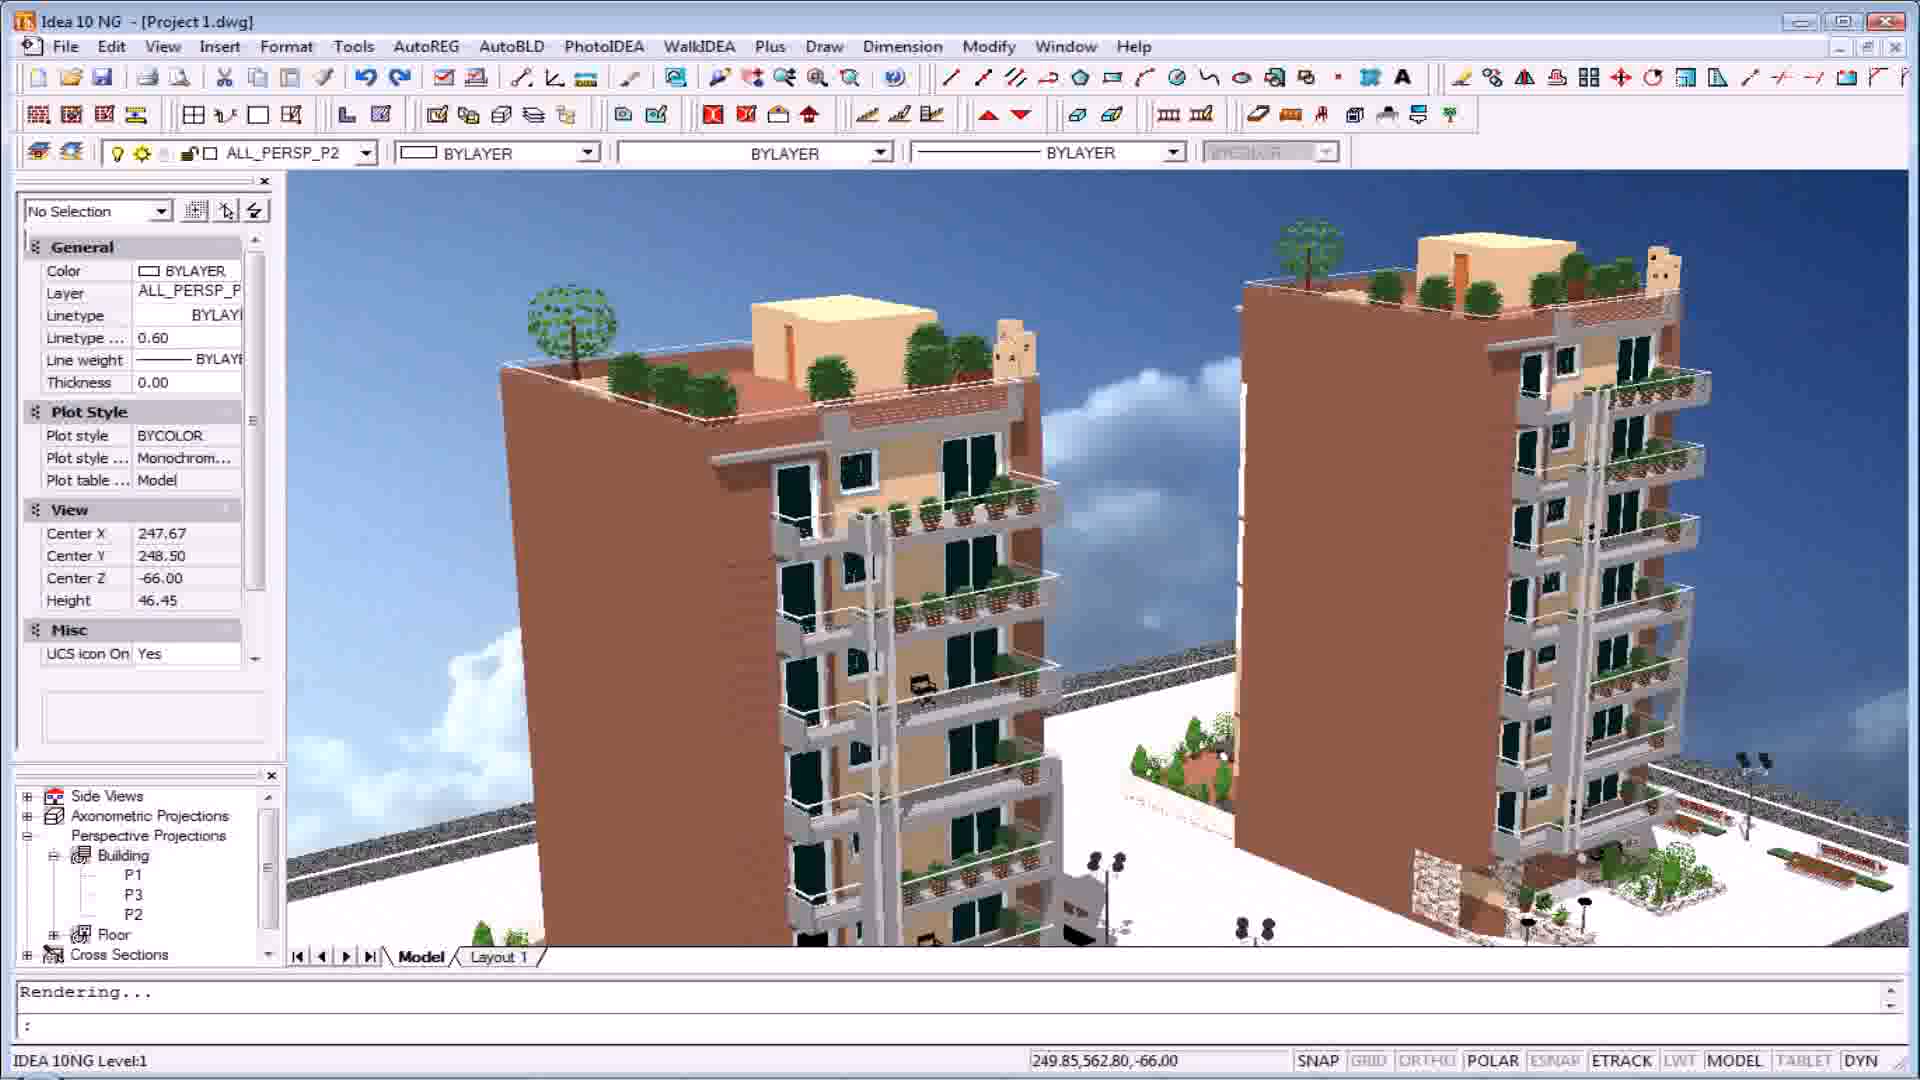 Idea 10 NG - [Project 1.dwg]
File Edit View Insert Format Tools AutoREG AutoBLD PhotoIDEA WalkIDEA Plus Draw Dimension Modify Window Help
ALL_PERSP_P2 BYLAYER BYLAYER BYLAYER BYCOLOR
No Selection
General
Color BYLAYER
Layer ALL_PERSP_P
Linetype BYLAY
Linetype ... 0.60
Line weight BYLAYE
Thickness 0.00
Plot Style
Plot style BYCOLOR
Plot style ... Monochrom...
Plot table ... Model
View
Center X 247.67
Center Y 248.50
Center Z -66.00
Height 46.45
Misc
UCS icon On Yes
Side Views
Axonometric Projections
Perspective Projections
Building
P1
P3
P2
Floor
Cross Sections
Model Layout 1
Rendering...
:
IDEA 10NG Level:1 249.85,562.80,-66.00 SNAP GRID ORTHO POLAR ESNAP ETRACK LWT MODEL TABLET DYN